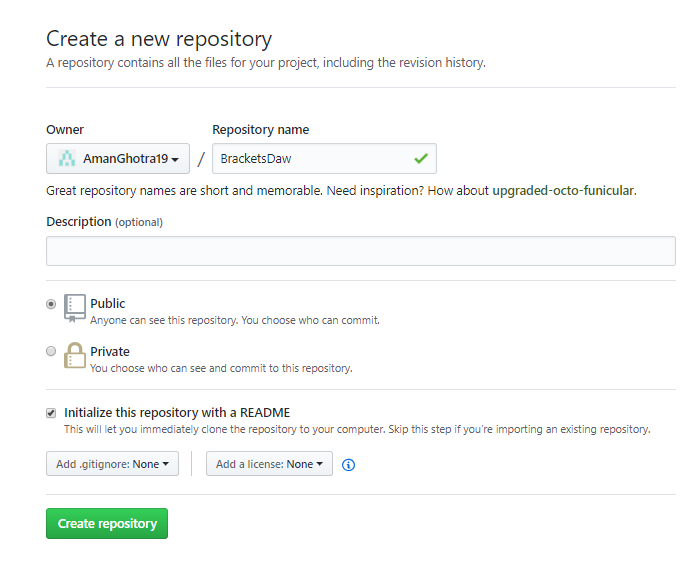 Create a new repository
A repository contains all the files for your project, including the revision history.
Owner Repository name
AmanGhotra19 / BracketsDaw
Great repository names are short and memorable. Need inspiration? How about upgraded-octo-funicular.
Description (optional)
Public
Anyone can see this repository. You choose who can commit.
Private
You choose who can see and commit to this repository.
Initialize this repository with a README
This will let you immediately clone the repository to your computer. Skip this step if you're importing an existing repository.
Add .gitignore: None Add a license: None
Create repository